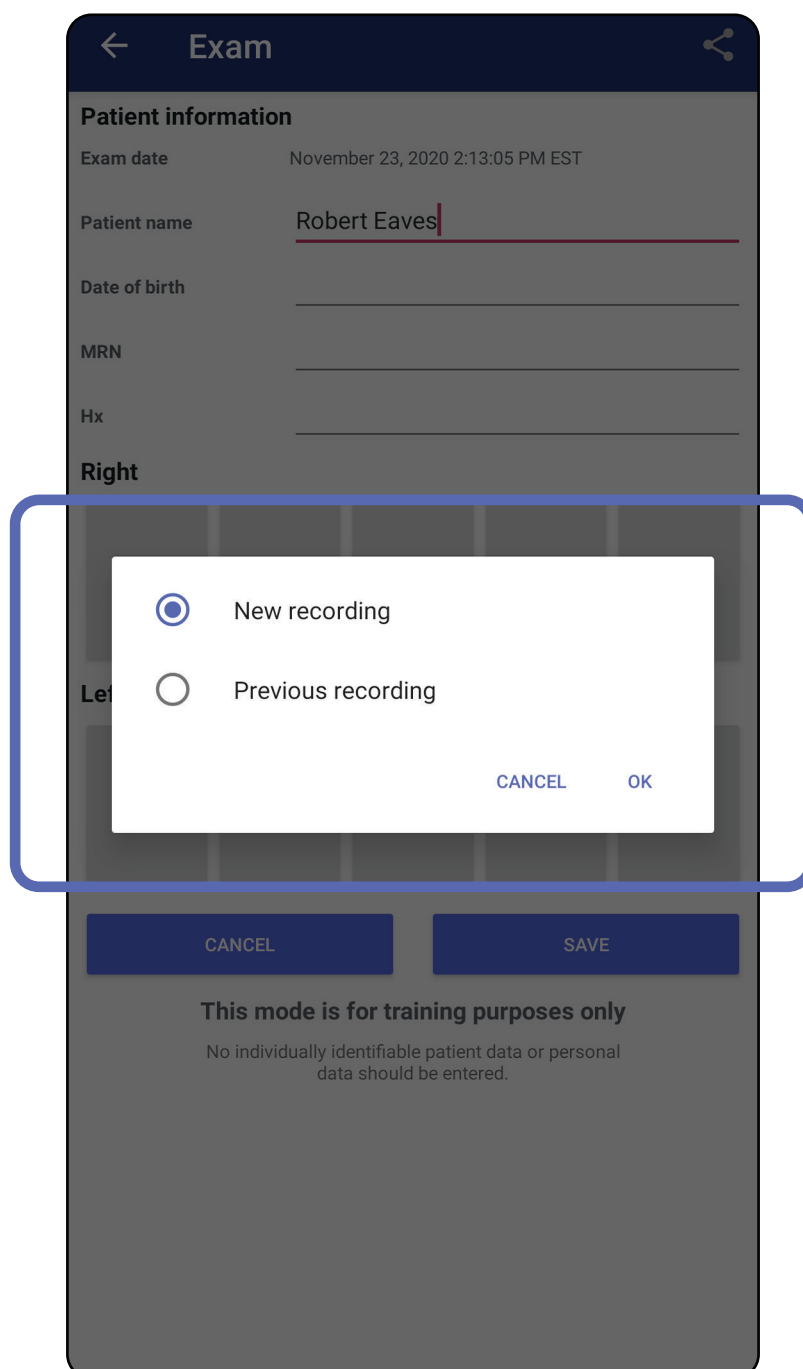 Exam
Patient information
Exam date November 23, 2020 2:13:05 PM EST
Patient name Robert Eaves
Date of birth
MRN
Hx
Right
New recording
Lef
Previous recording
CANCEL OK
CANCEL SAVE
This mode is for training purposes only
No individually identifiable patient data or personal
data should be entered.